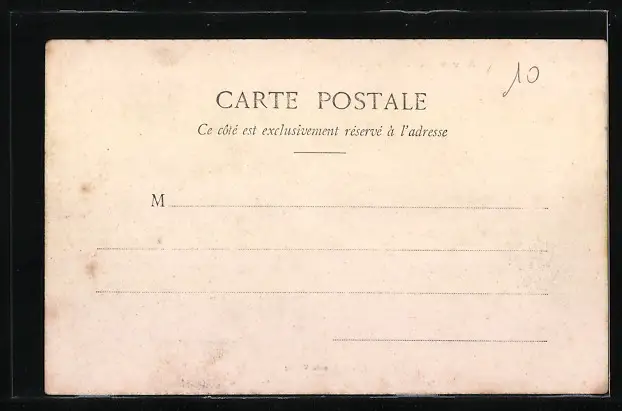 10
CARTE POSTALE
Ce côté est exclusivement réservé à l'adresse
M